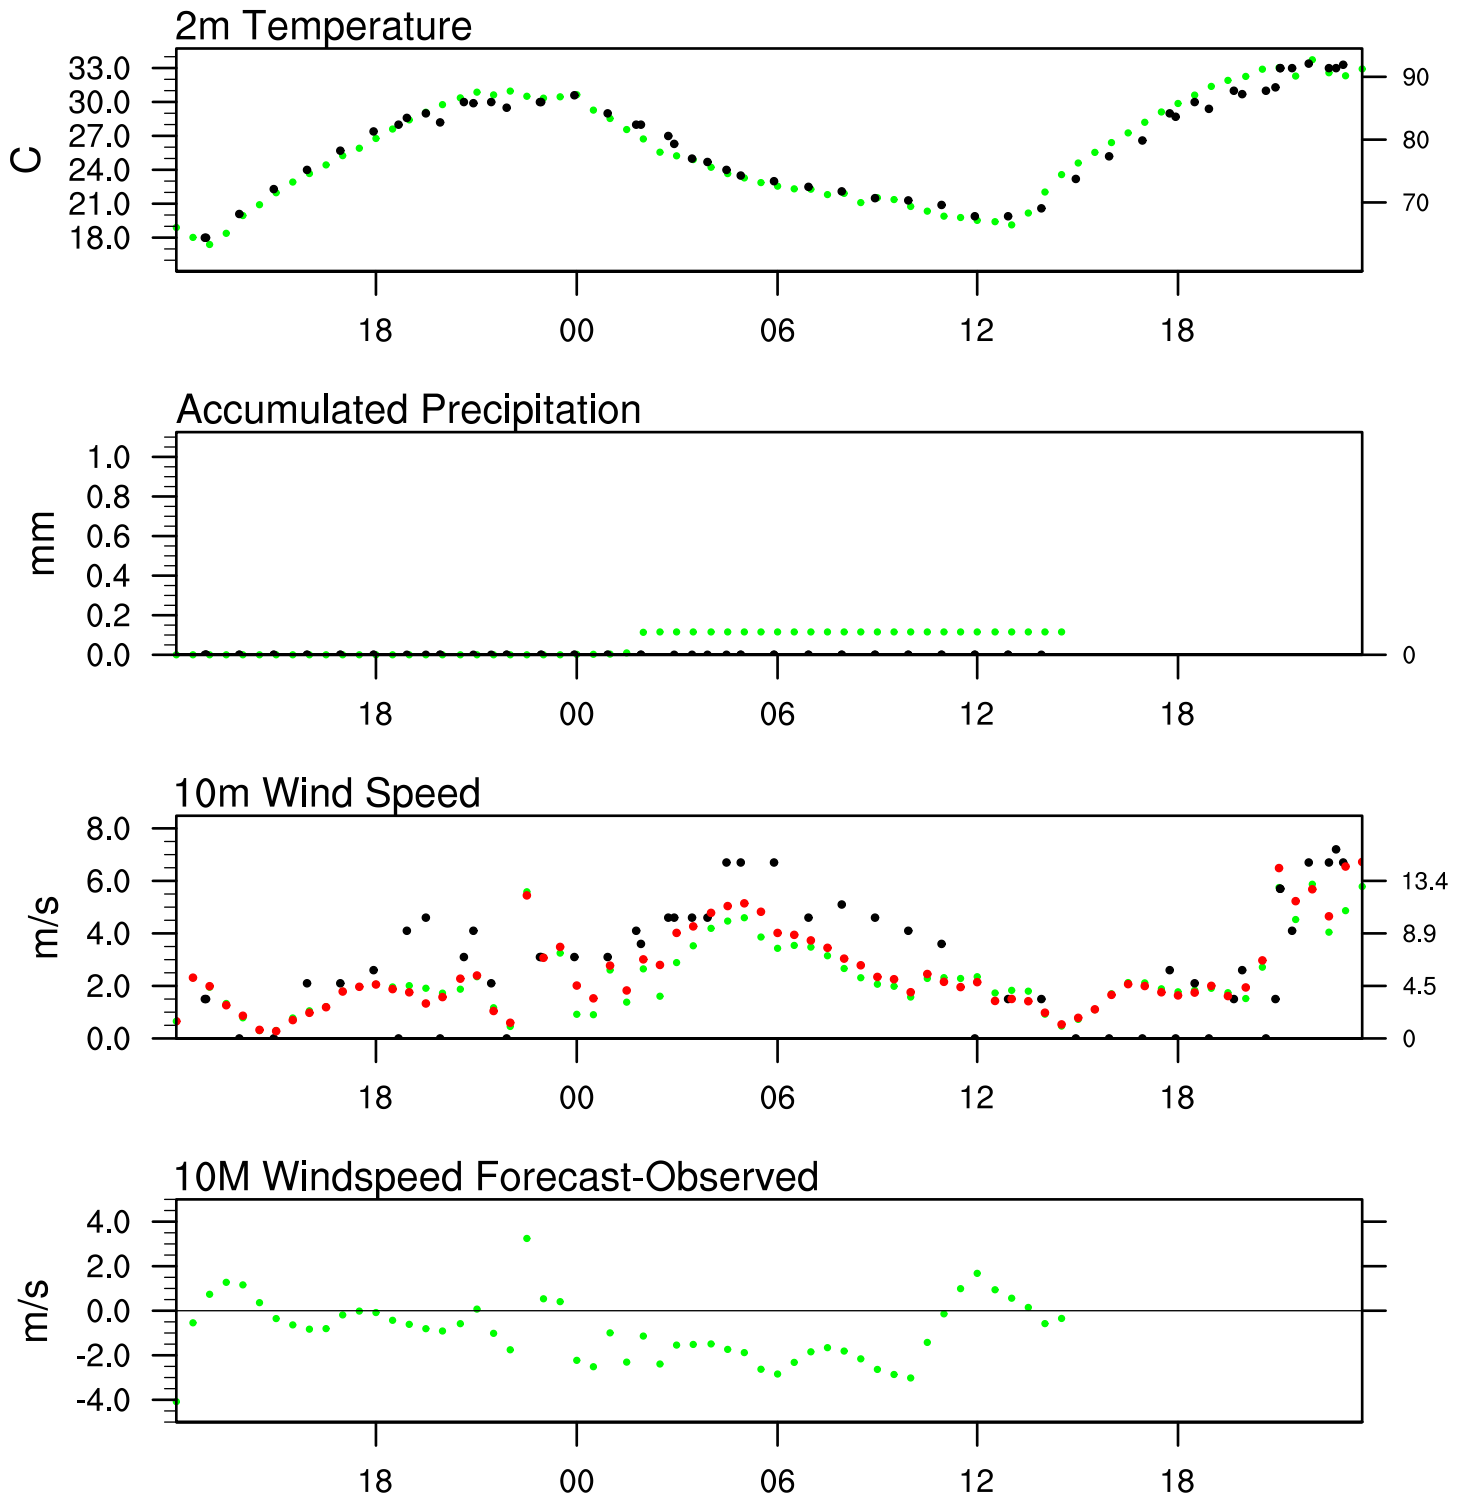 2m Temperature
33.0
30.0
27.0
24.0
21.0
18.0
C
90
80
70
18 00 06 12 18
Accumulated Precipitation
1.0
0.8
0.6
0.4
0.2
0.0
mm
0
18 00 06 12 18
10m Wind Speed
8.0
6.0
4.0
2.0
0.0
m/s
13.4
8.9
4.5
0
18 00 06 12 18
10M Windspeed Forecast-Observed
4.0
2.0
0.0
-2.0
-4.0
m/s
18 00 06 12 18